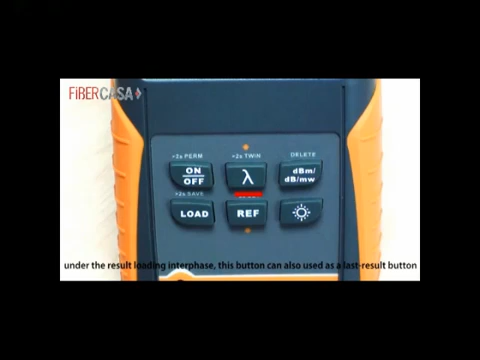 FiBERCASA
+2s PERM
+2s TWIN
DELETE
ON
OFF
λ
dBm/
dB/mw
+2s SAVE
LOAD
REF
under the result loading interphase, this button can also used as a last-result button